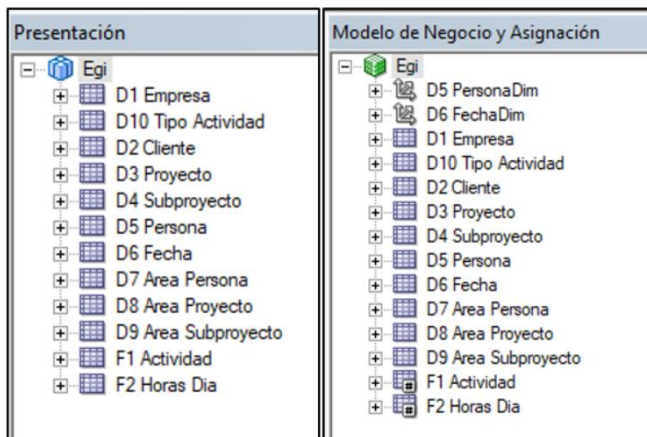 Presentación
Egi
D1 Empresa
D10 Tipo Actividad
D2 Cliente
D3 Proyecto
D4 Subproyecto
D5 Persona
D6 Fecha
D7 Area Persona
D8 Area Proyecto
D9 Area Subproyecto
F1 Actividad
F2 Horas Dia
Modelo de Negocio y Asignación
Egi
D5 PersonaDim
D6 FechaDim
D1 Empresa
D10 Tipo Actividad
D2 Cliente
D3 Proyecto
D4 Subproyecto
D5 Persona
D6 Fecha
D7 Area Persona
D8 Area Proyecto
D9 Area Subproyecto
F1 Actividad
F2 Horas Dia